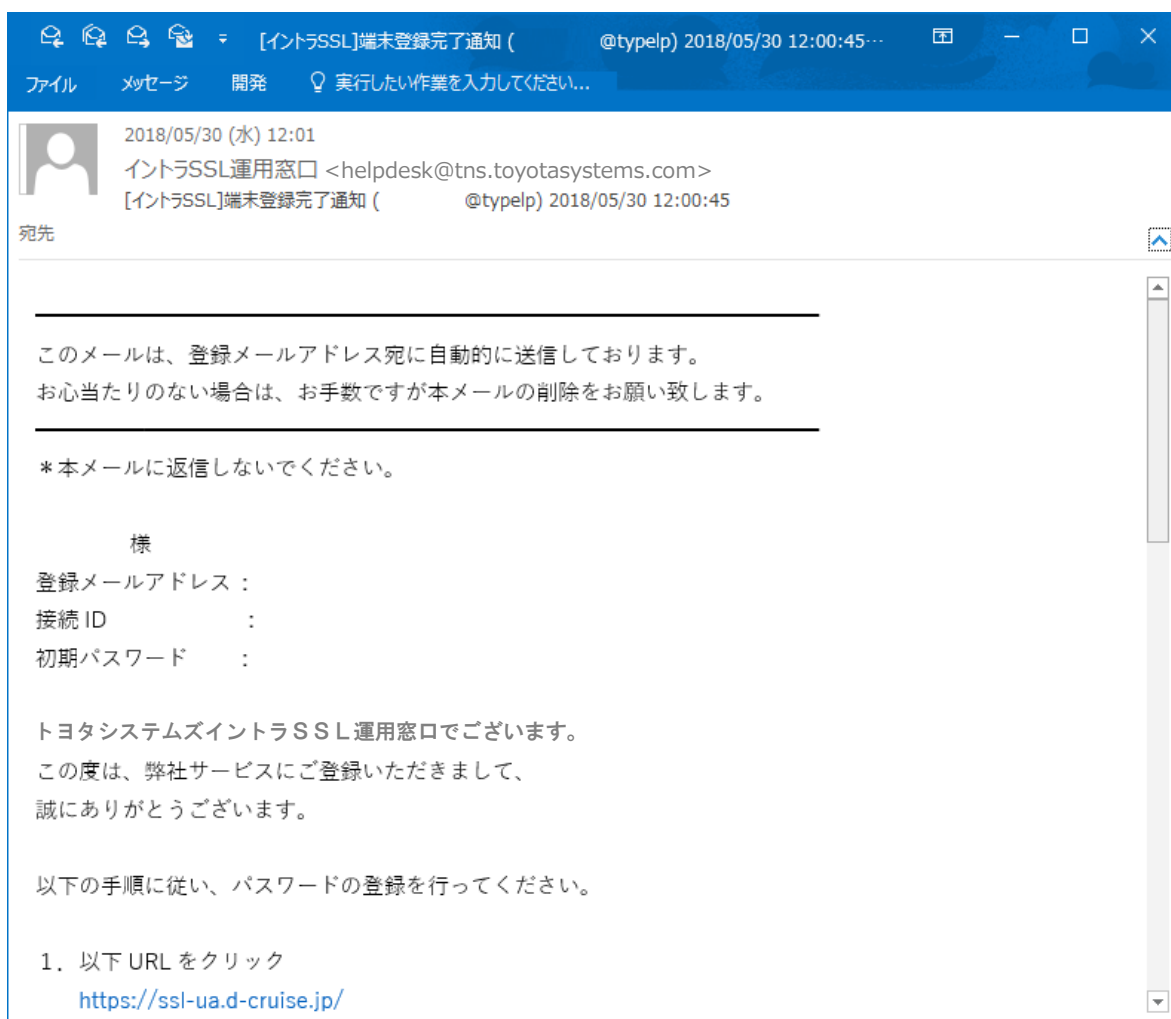 [イントラSSL]端末登録完了通知 ( @typelp) 2018/05/30 12:00:45…
ファイル メッセージ 開発 実行したい作業を入力してください...
2018/05/30 (水) 12:01
イントラSSL運用窓口 <helpdesk@tns.toyotasystems.com>
[イントラSSL]端末登録完了通知 ( @typelp) 2018/05/30 12:00:45
宛先
このメールは、登録メールアドレス宛に自動的に送信しております。
お心当たりのない場合は、お手数ですが本メールの削除をお願い致します。
＊本メールに返信しないでください。
様
登録メールアドレス：
接続 ID ：
初期パスワード ：
トヨタシステムズイントラＳＳＬ運用窓口でございます。
この度は、弊社サービスにご登録いただきまして、
誠にありがとうございます。
以下の手順に従い、パスワードの登録を行ってください。
1．以下 URL をクリック
https://ssl-ua.d-cruise.jp/